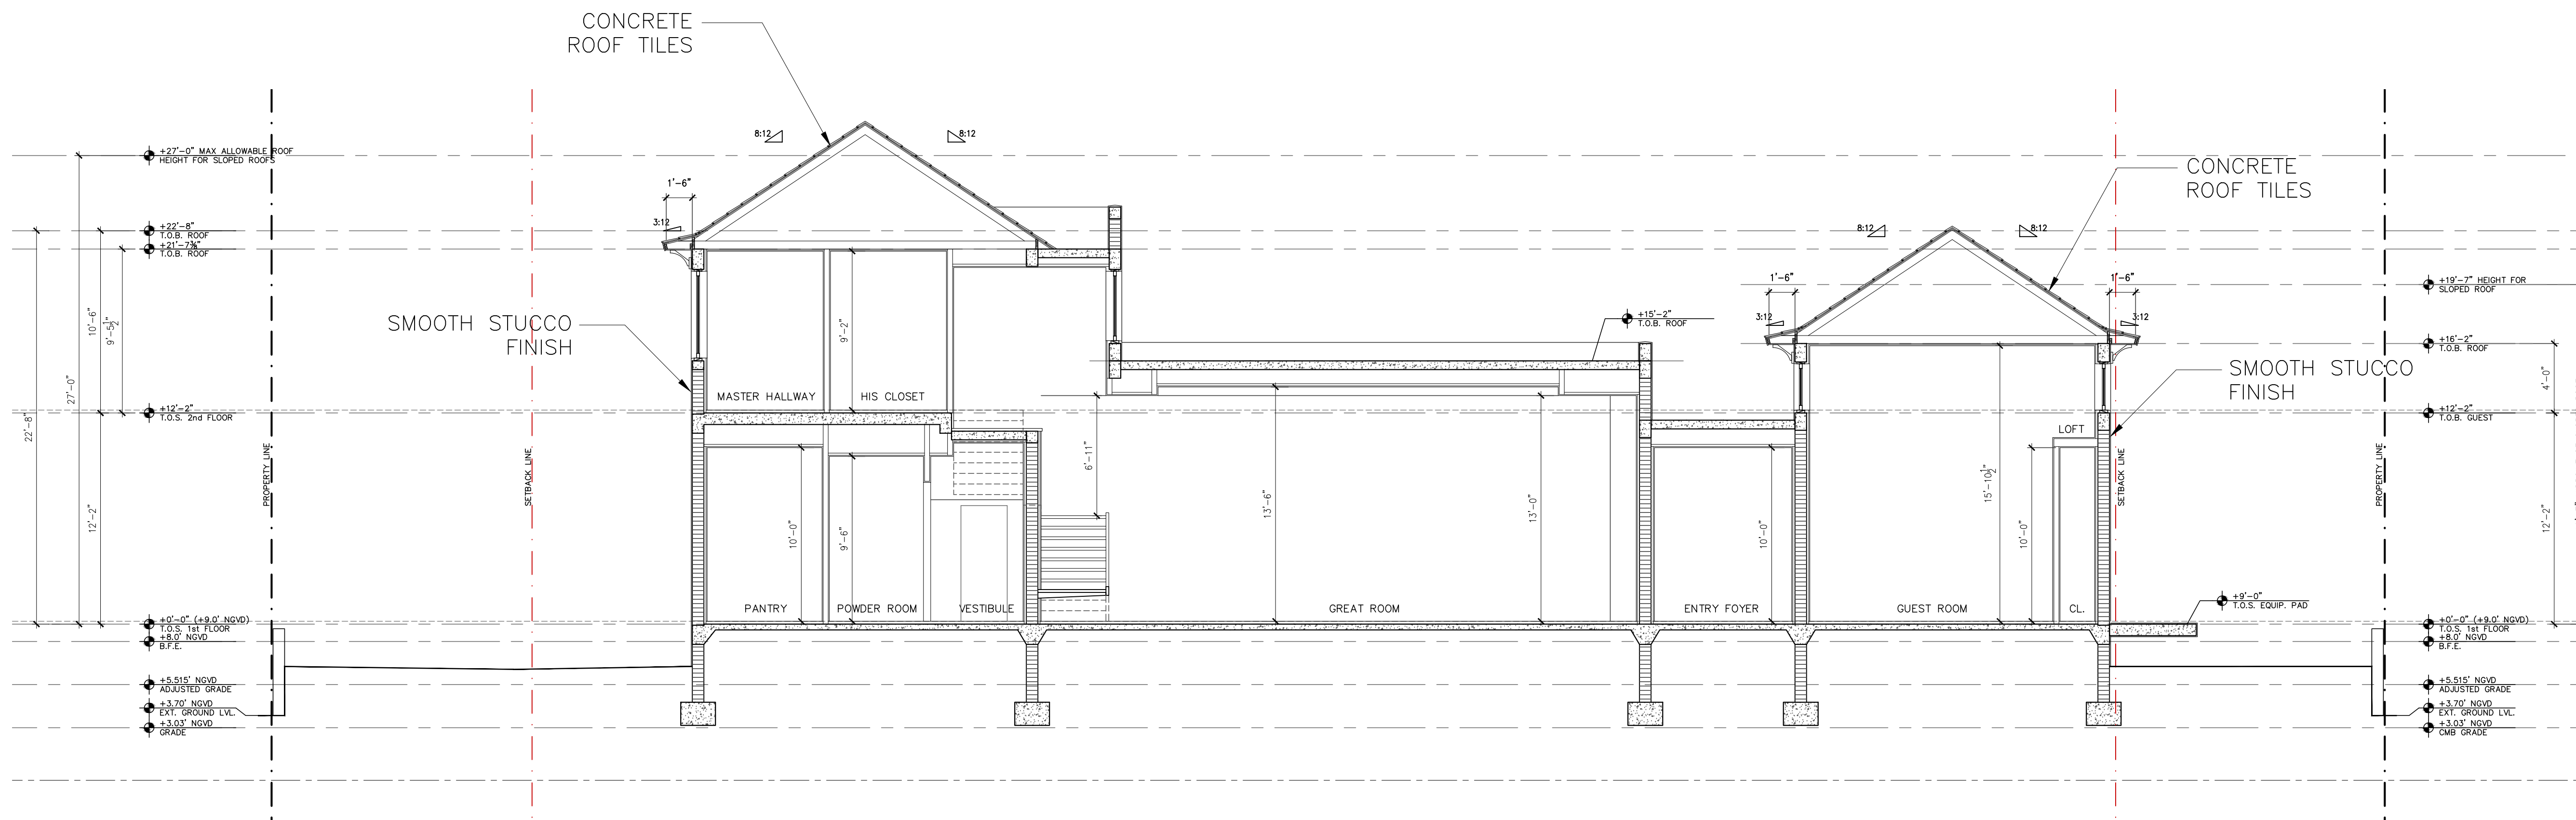 CONCRETE
ROOF TILES
8:12
8:12
+27'-0" MAX ALLOWABLE ROOF
HEIGHT FOR SLOPED ROOFS
1'-6"
3:12
+22'-8"
T.O.B. ROOF
+21'-7⅞"
T.O.B. ROOF
CONCRETE
ROOF TILES
8:12
8:12
1'-6"
1'-6"
3:12
3:12
+19'-7" HEIGHT FOR
SLOPED ROOF
SMOOTH STUCCO
FINISH
+15'-2"
T.O.B. ROOF
+16'-2"
T.O.B. ROOF
SMOOTH STUCCO
FINISH
10'-6"
9'-5½"
27'-0"
22'-8"
12'-2"
9'-2"
MASTER HALLWAY
HIS CLOSET
+12'-2"
T.O.S. 2nd FLOOR
+12'-2"
T.O.B. GUEST
4'-0"
12'-2"
LOFT
PROPERTY LINE
SETBACK LINE
6'-11"
10'-0"
9'-6"
13'-6"
13'-0"
10'-0"
15'-10½"
10'-0"
SETBACK LINE
PROPERTY LINE
PANTRY
POWDER ROOM
VESTIBULE
GREAT ROOM
ENTRY FOYER
GUEST ROOM
CL.
+9'-0"
T.O.S. EQUIP. PAD
+0'-0" (+9.0' NGVD)
T.O.S. 1st FLOOR
+8.0' NGVD
B.F.E.
+5.515' NGVD
ADJUSTED GRADE
+3.70' NGVD
EXT. GROUND LVL.
+3.03' NGVD
GRADE
+0'-0" (+9.0' NGVD)
T.O.S. 1st FLOOR
+8.0' NGVD
B.F.E.
+5.515' NGVD
ADJUSTED GRADE
+3.70' NGVD
EXT. GROUND LVL.
+3.03' NGVD
CMB GRADE